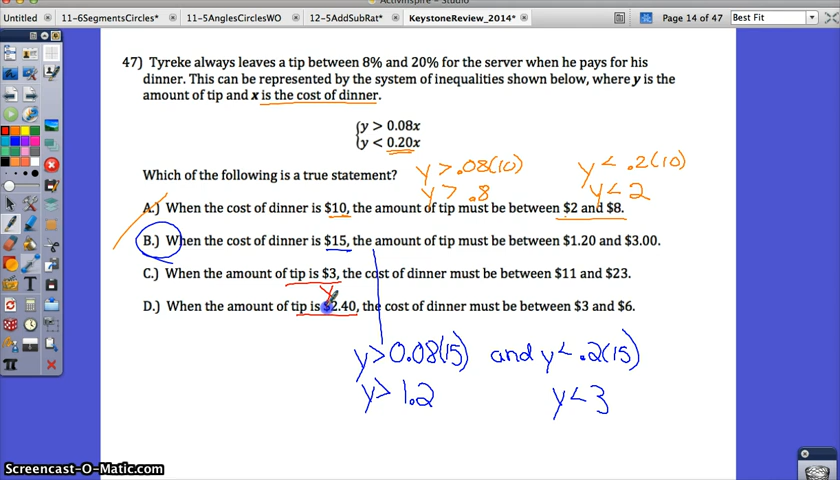 ActivInspire - Studio
Untitled 11-6SegmentsCircles* 11-5AnglesCirclesWO 12-5AddSubRat* KeystoneReview_2014* Page 14 of 47 Best Fit
47) Tyreke always leaves a tip between 8% and 20% for the server when he pays for his
dinner. This can be represented by the system of inequalities shown below, where y is the
amount of tip and x is the cost of dinner.
y > 0.08x
y < 0.20x
Which of the following is a true statement?
y > .08(10) y < .2(10)
y > .8 y < 2
A.) When the cost of dinner is $10, the amount of tip must be between $2 and $8.
B.) When the cost of dinner is $15, the amount of tip must be between $1.20 and $3.00.
C.) When the amount of tip is $3, the cost of dinner must be between $11 and $23.
y
D.) When the amount of tip is $2.40, the cost of dinner must be between $3 and $6.
y > 0.08(15) and y < .2(15)
y > 1.2 y < 3
Screencast-O-Matic.com